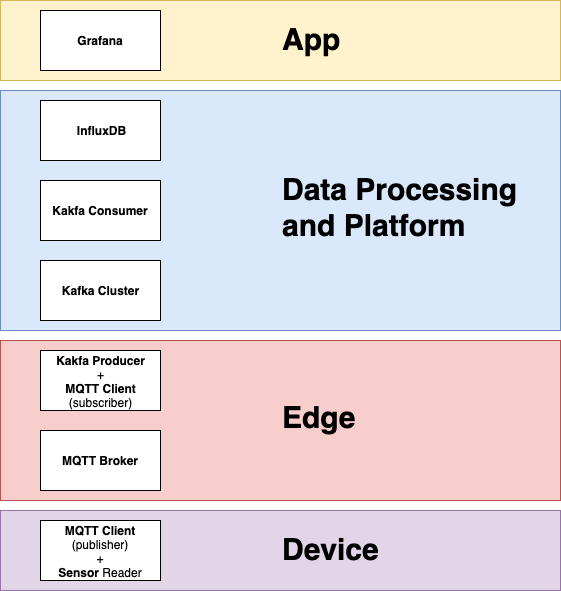 Grafana
App
InfluxDB
Kakfa Consumer
Data Processing
and Platform
Kafka Cluster
Kakfa Producer
+
MQTT Client
(subscriber)
Edge
MQTT Broker
MQTT Client
(publisher)
+
Sensor Reader
Device